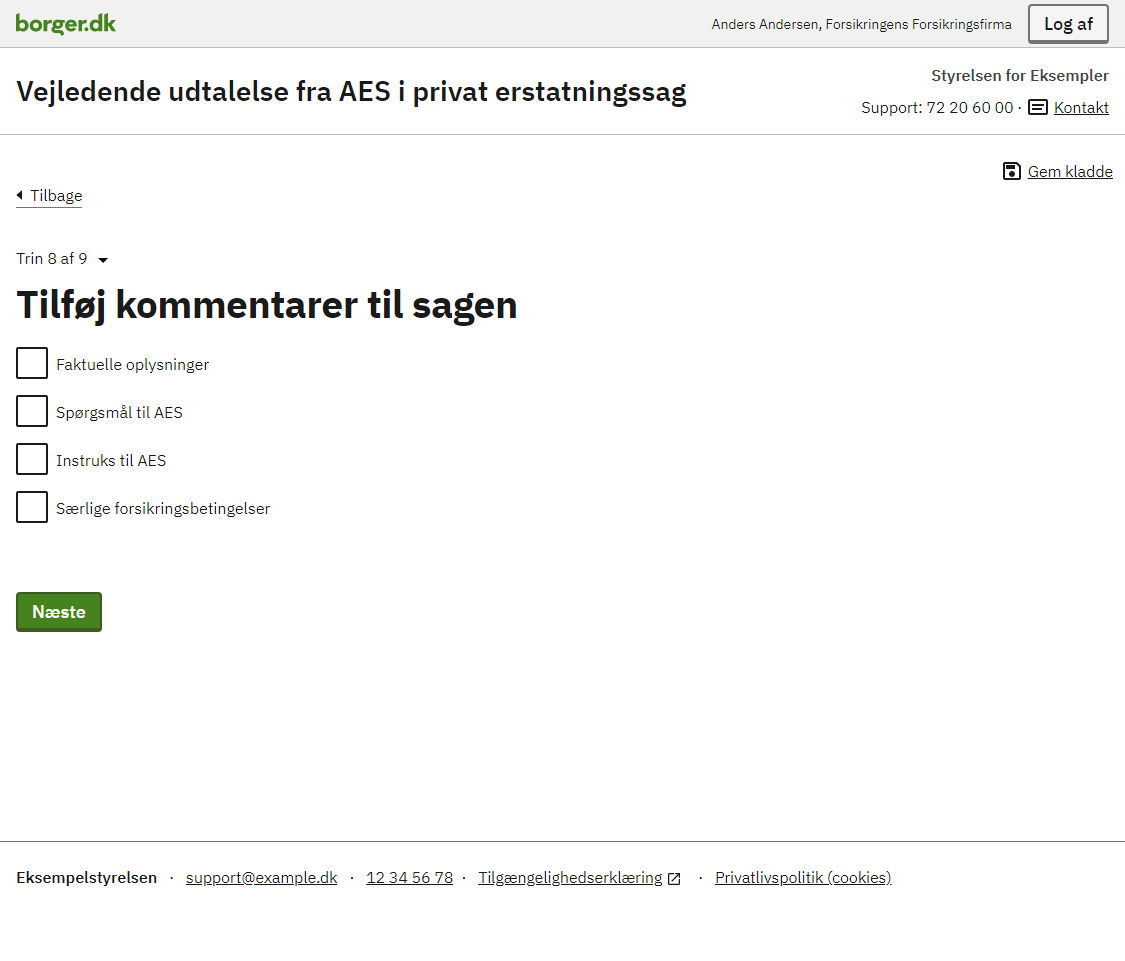 borger.dk
Anders Andersen, Forsikringens Forsikringsfirma
Log af
Vejledende udtalelse fra AES i privat erstatningssag
Styrelsen for Eksempler
Support: 72 20 60 00 · Kontakt
Gem kladde
Tilbage
Trin 8 af 9
Tilføj kommentarer til sagen
Faktuelle oplysninger
Spørgsmål til AES
Instruks til AES
Særlige forsikringsbetingelser
Næste
Eksempelstyrelsen · support@example.dk · 12 34 56 78 · Tilgængelighedserklæring · Privatlivspolitik (cookies)